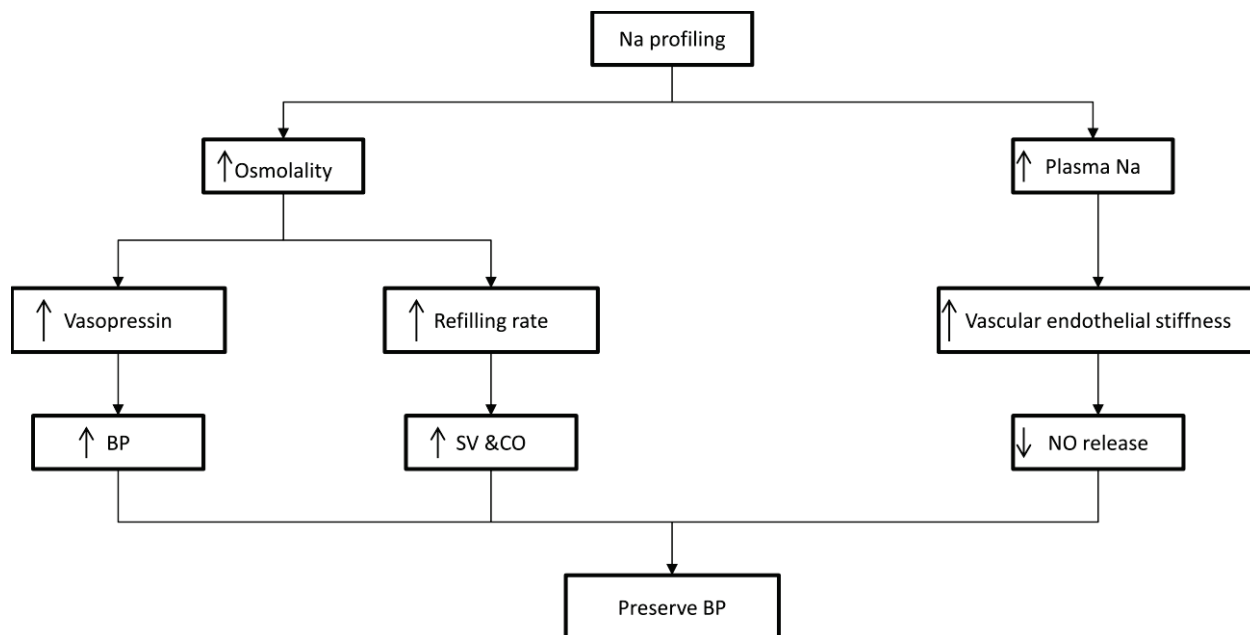 Na profiling
↑Osmolality
↑ Plasma Na
↑ Vasopressin
↑ Refilling rate
↑ Vascular endothelial stiffness
↑ BP
↑ SV &CO
↓ NO release
Preserve BP